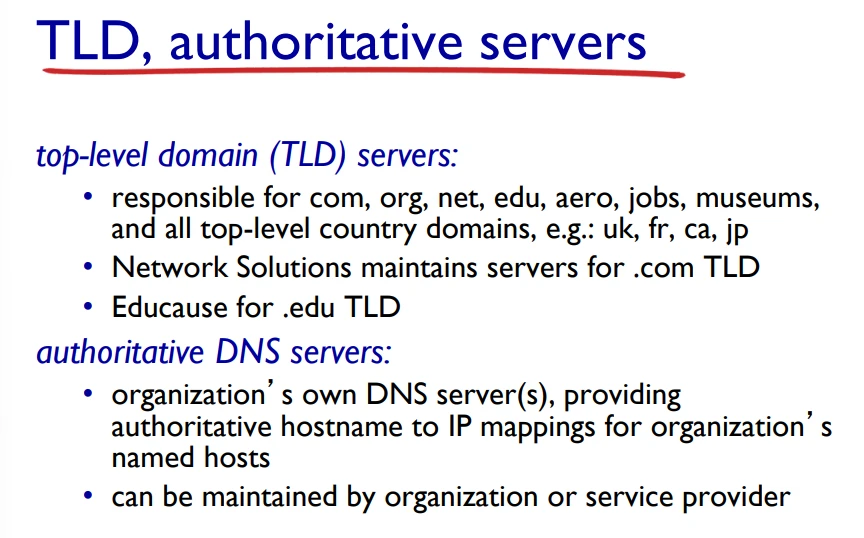 TLD, authoritative servers
top-level domain (TLD) servers:
• responsible for com, org, net, edu, aero, jobs, museums,
and all top-level country domains, e.g.: uk, fr, ca, jp
• Network Solutions maintains servers for .com TLD
• Educause for .edu TLD
authoritative DNS servers:
• organization’s own DNS server(s), providing
authoritative hostname to IP mappings for organization’s
named hosts
• can be maintained by organization or service provider